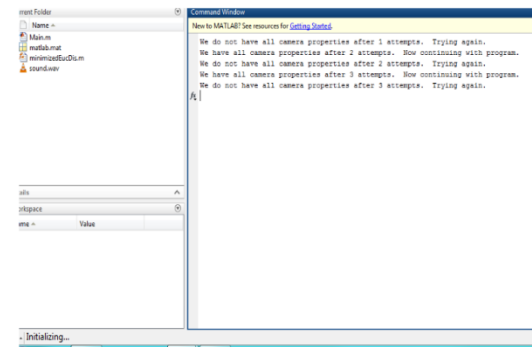 Current Folder
Name
Main.m
matlab.mat
minimizedEucDis.m
sound.wav
Value
Initializing...
Command Window
New to MATLAB? See resources for Getting Started.
We do not have all camera properties after 1 attempts. Trying again.
We have all camera properties after 2 attempts. Now continuing with program.
We do not have all camera properties after 2 attempts. Trying again.
We have all camera properties after 3 attempts. Now continuing with program.
We do not have all camera properties after 3 attempts. Trying again.
fx